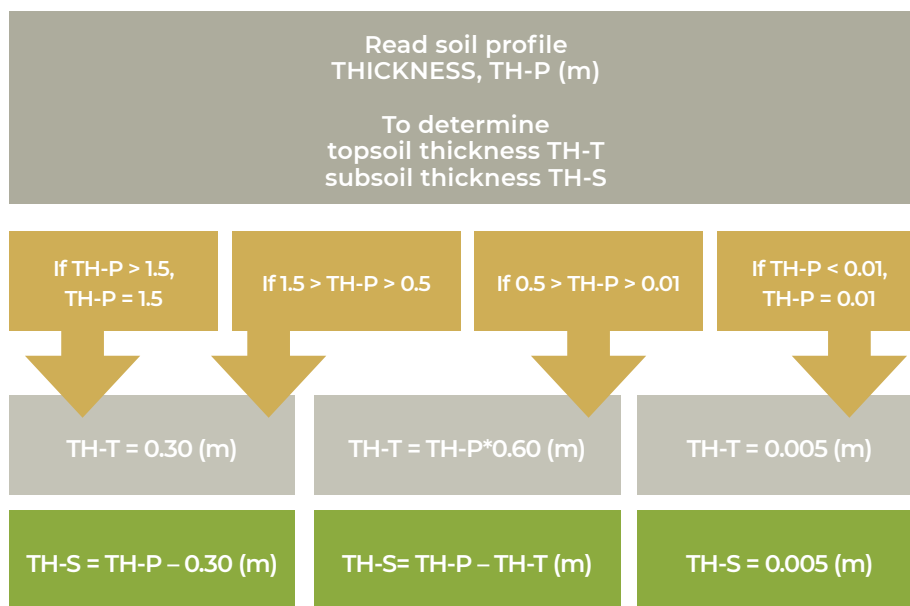 Read soil profile
THICKNESS, TH-P (m)
To determine
topsoil thickness TH-T
subsoil thickness TH-S
If TH-P > 1.5,
TH-P = 1.5
If 1.5 > TH-P > 0.5
If 0.5 > TH-P > 0.01
If TH-P < 0.01,
TH-P = 0.01
TH-T = 0.30 (m)
TH-T = TH-P*0.60 (m)
TH-T = 0.005 (m)
TH-S = TH-P – 0.30 (m)
TH-S= TH-P – TH-T (m)
TH-S = 0.005 (m)